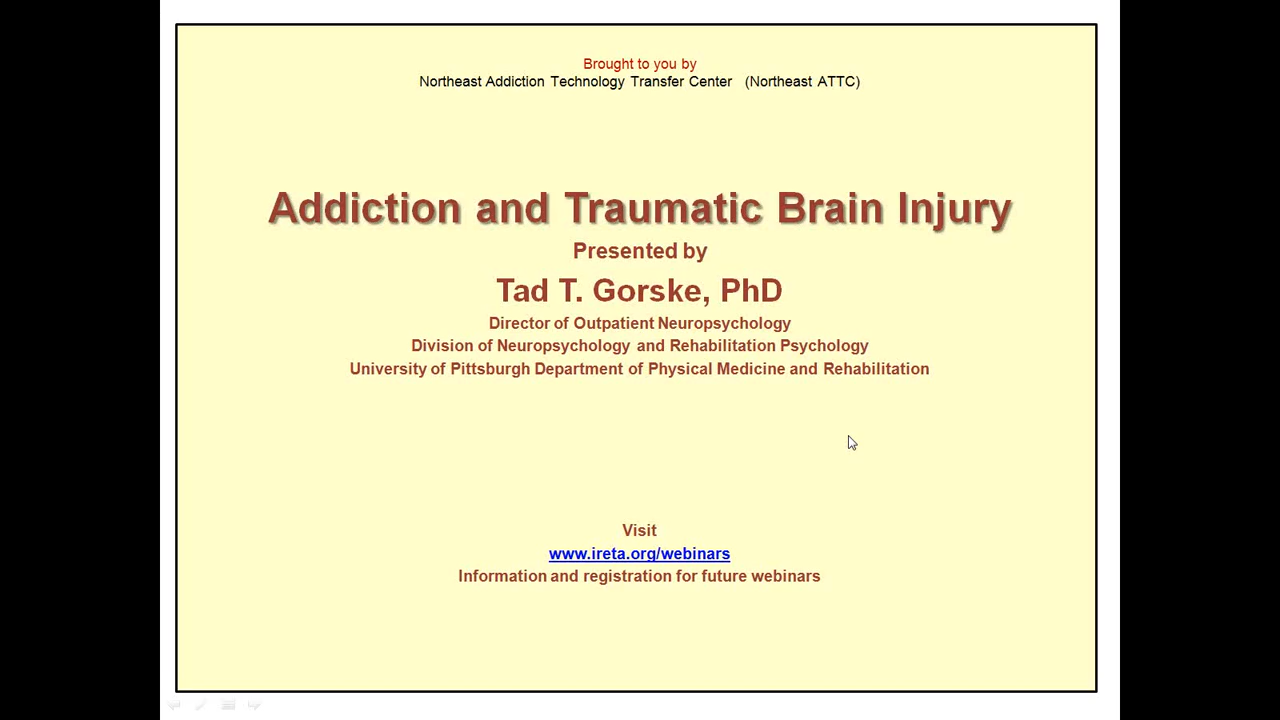 Brought to you by
Northeast Addiction Technology Transfer Center (Northeast ATTC)
Addiction and Traumatic Brain Injury
Presented by
Tad T. Gorske, PhD
Director of Outpatient Neuropsychology
Division of Neuropsychology and Rehabilitation Psychology
University of Pittsburgh Department of Physical Medicine and Rehabilitation
Visit
www.ireta.org/webinars
Information and registration for future webinars